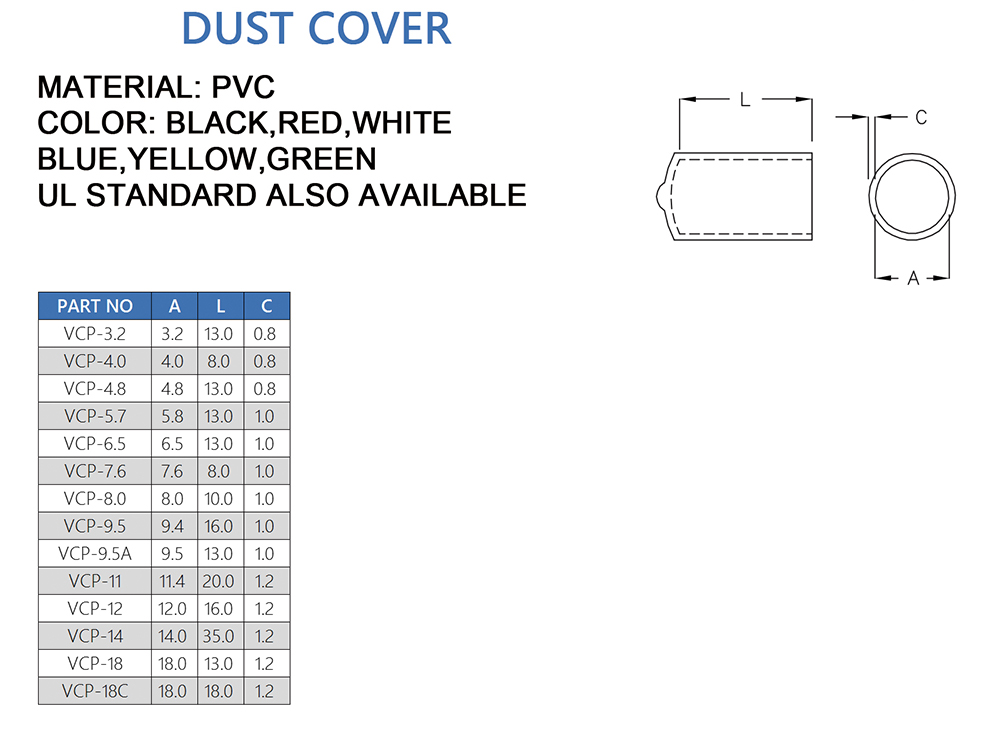 DUST COVER
MATERIAL: PVC
COLOR: BLACK,RED,WHITE
BLUE,YELLOW,GREEN
UL STANDARD ALSO AVAILABLE
L
C
A
PART NO A L C
VCP-3.2 3.2 13.0 0.8
VCP-4.0 4.0 8.0 0.8
VCP-4.8 4.8 13.0 0.8
VCP-5.7 5.8 13.0 1.0
VCP-6.5 6.5 13.0 1.0
VCP-7.6 7.6 8.0 1.0
VCP-8.0 8.0 10.0 1.0
VCP-9.5 9.4 16.0 1.0
VCP-9.5A 9.5 13.0 1.0
VCP-11 11.4 20.0 1.2
VCP-12 12.0 16.0 1.2
VCP-14 14.0 35.0 1.2
VCP-18 18.0 13.0 1.2
VCP-18C 18.0 18.0 1.2